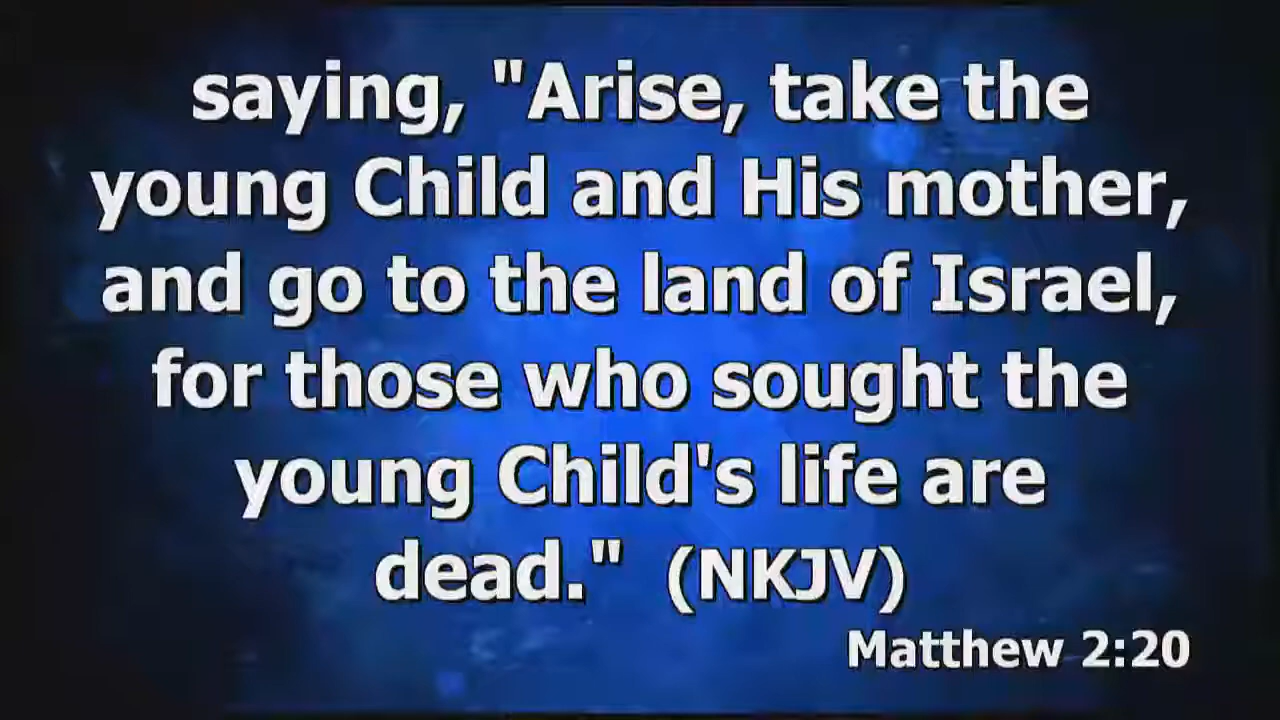 saying, "Arise, take the
young Child and His mother,
and go to the land of Israel,
for those who sought the
young Child's life are
dead." (NKJV)
Matthew 2:20